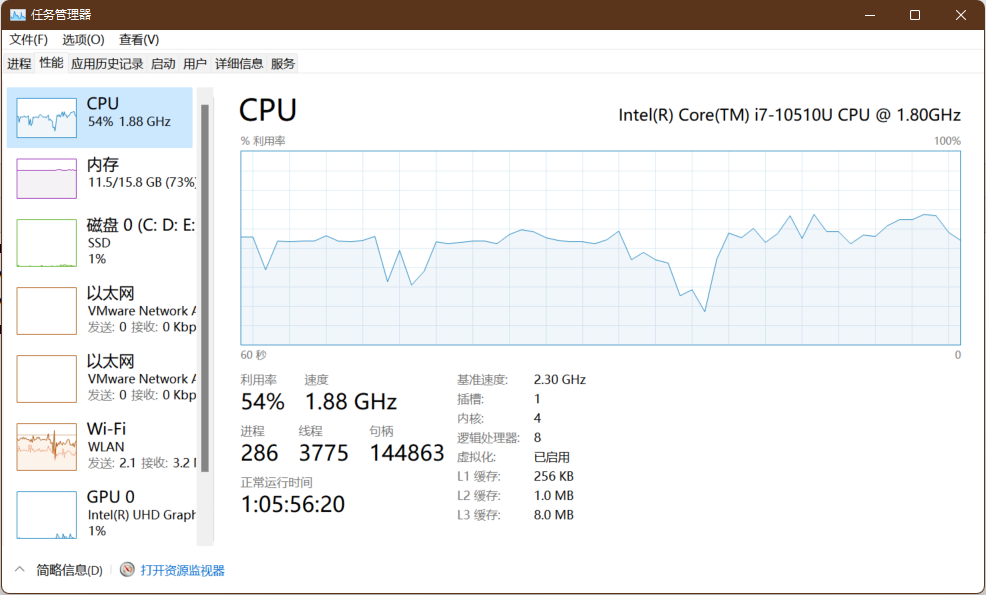 任务管理器
文件(F) 选项(O) 查看(V)
进程 性能 应用历史记录 启动 用户 详细信息 服务
CPU
54% 1.88 GHz
内存
11.5/15.8 GB (73%)
磁盘 0 (C: D: E:
SSD
1%
以太网
VMware Network A
发送: 0 接收: 0 Kbp
以太网
VMware Network A
发送: 0 接收: 0 Kbp
Wi-Fi
WLAN
发送: 2.1 接收: 3.2
GPU 0
Intel(R) UHD Graph
1%
CPU
Intel(R) Core(TM) i7-10510U CPU @ 1.80GHz
% 利用率 100%
60 秒 0
利用率 速度
54% 1.88 GHz
进程 线程 句柄
286 3775 144863
正常运行时间
1:05:56:20
基准速度: 2.30 GHz
插槽: 1
内核: 4
逻辑处理器: 8
虚拟化: 已启用
L1 缓存: 256 KB
L2 缓存: 1.0 MB
L3 缓存: 8.0 MB
简略信息(D) 打开资源监视器